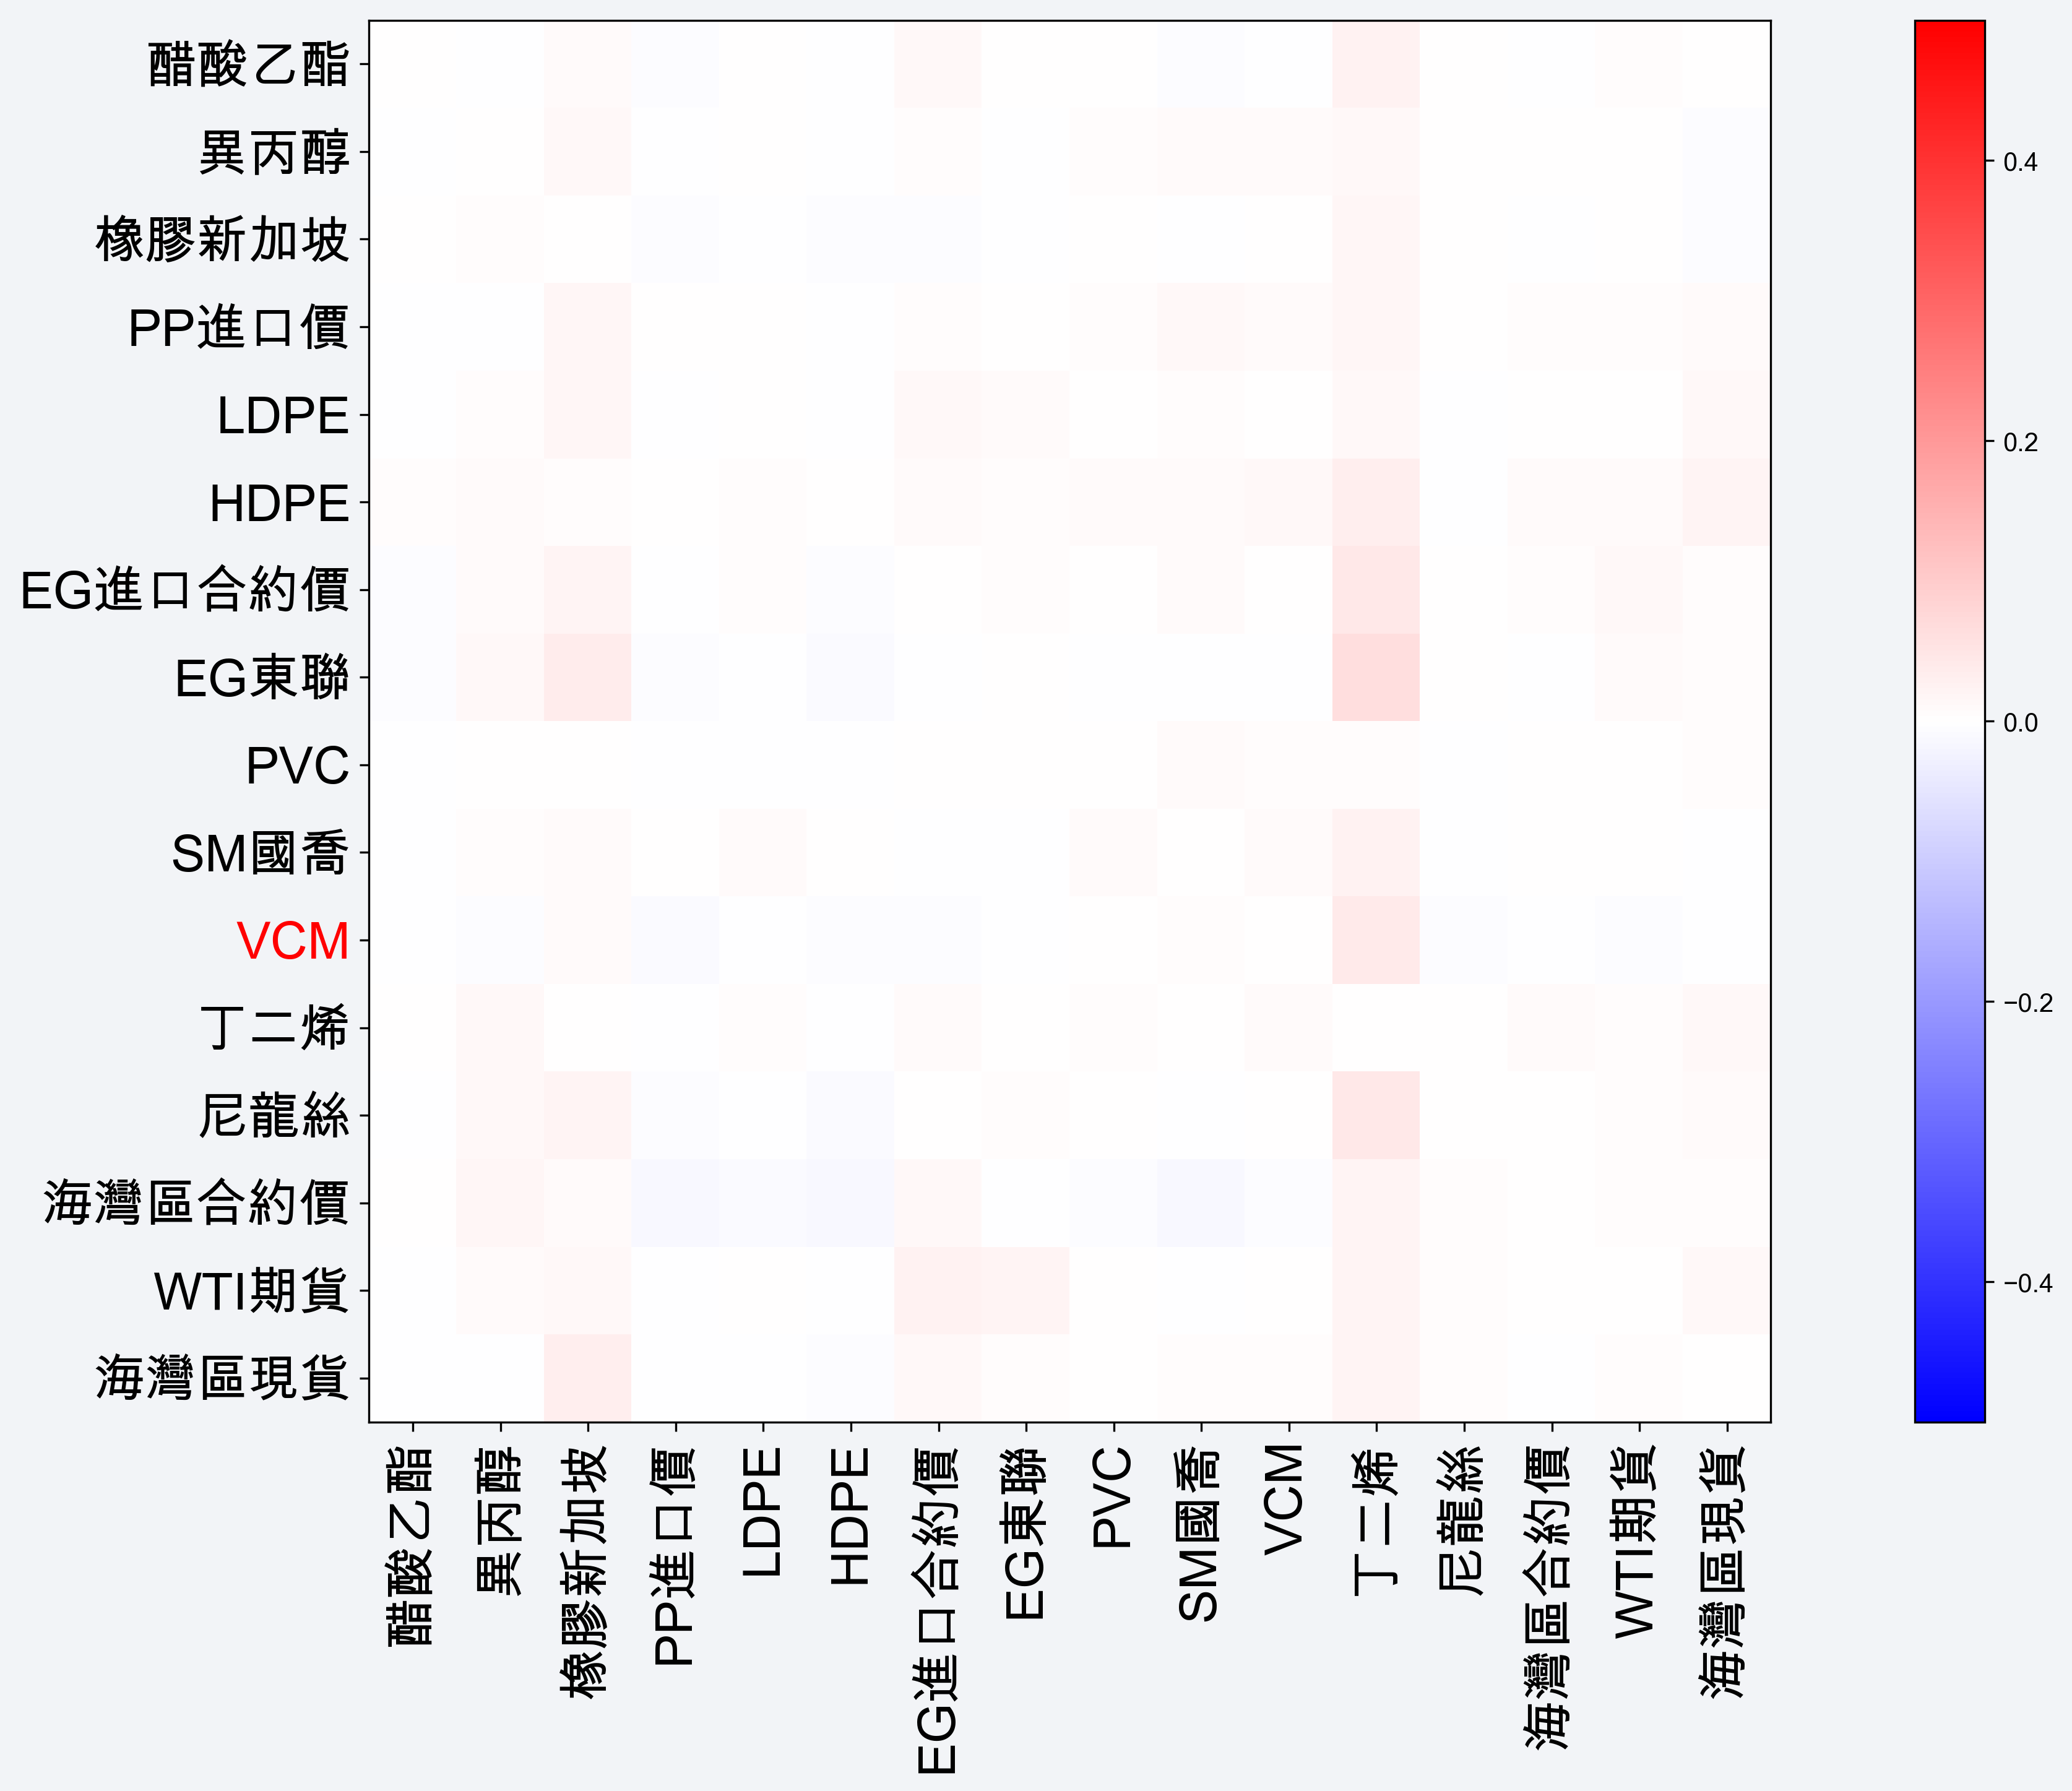 醋酸乙酯
異丙醇
橡膠新加坡
PP進口價
LDPE
HDPE
EG進口合約價
EG東聯
PVC
SM國喬
VCM
丁二烯
尼龍絲
海灣區合約價
WTI期貨
海灣區現貨
醋酸乙酯
異丙醇
橡膠新加坡
PP進口價
LDPE
HDPE
EG進口合約價
EG東聯
PVC
SM國喬
VCM
丁二烯
尼龍絲
海灣區合約價
WTI期貨
海灣區現貨
0.4
0.2
0.0
−0.2
−0.4